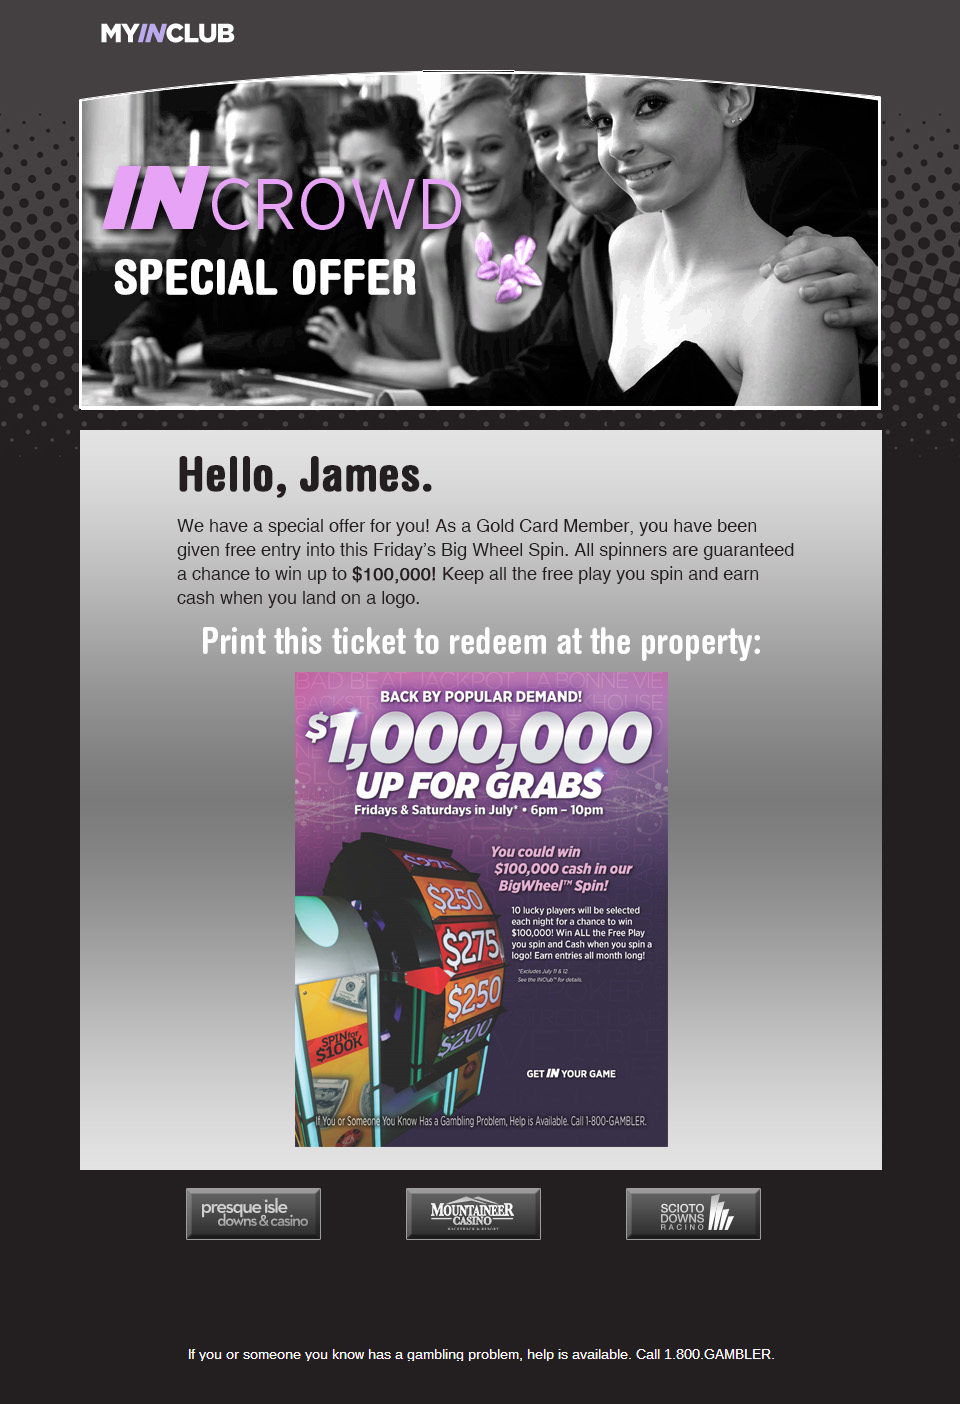 MYINCLUB
INCROWD
SPECIAL OFFER
Hello, James.
We have a special offer for you! As a Gold Card Member, you have been
given free entry into this Friday's Big Wheel Spin. All spinners are guaranteed
a chance to win up to $100,000! Keep all the free play you spin and earn
cash when you land on a logo.
Print this ticket to redeem at the property:
BAD BEAT JACKPOT LA BONNE VIE
BACK BY POPULAR DEMAND!
$1,000,000
UP FOR GRABS
Fridays & Saturdays in July* • 6pm – 10pm
You could win
$100,000 cash in our
BigWheel™ Spin!
10 lucky players will be selected
each night for a chance to win
$100,000! Win ALL the Free Play
you spin and Cash when you spin a
logo! Earn entries all month long!
*Excludes July 11 & 12.
See the INClub™ for details.
$275
$250
$275
$250
$200
SPIN for
$100K
GET IN YOUR GAME
If You or Someone You Know Has a Gambling Problem, Help is Available. Call 1-800-GAMBLER.
presque isle
downs & casino
MOUNTAINEER
CASINO
RACETRACK & RESORT
SCIOTO
DOWNS
RACINO
If you or someone you know has a gambling problem, help is available. Call 1.800.GAMBLER.